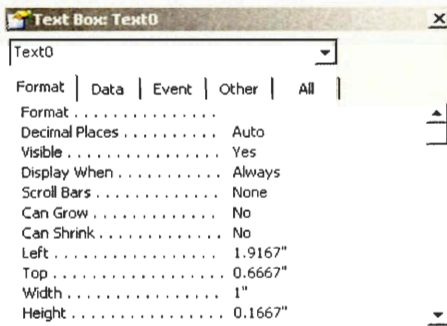 Text Box: Text0
Text0
Format Data Event Other All
Format . . . . . . . . . . . . . . .
Decimal Places . . . . . . . . . . Auto
Visible . . . . . . . . . . . . . . . . Yes
Display When . . . . . . . . . . . Always
Scroll Bars . . . . . . . . . . . . . None
Can Grow . . . . . . . . . . . . . No
Can Shrink . . . . . . . . . . . . . No
Left . . . . . . . . . . . . . . . . . . 1.9167"
Top . . . . . . . . . . . . . . . . . . 0.6667"
Width . . . . . . . . . . . . . . . . 1"
Height . . . . . . . . . . . . . . . 0.1667"